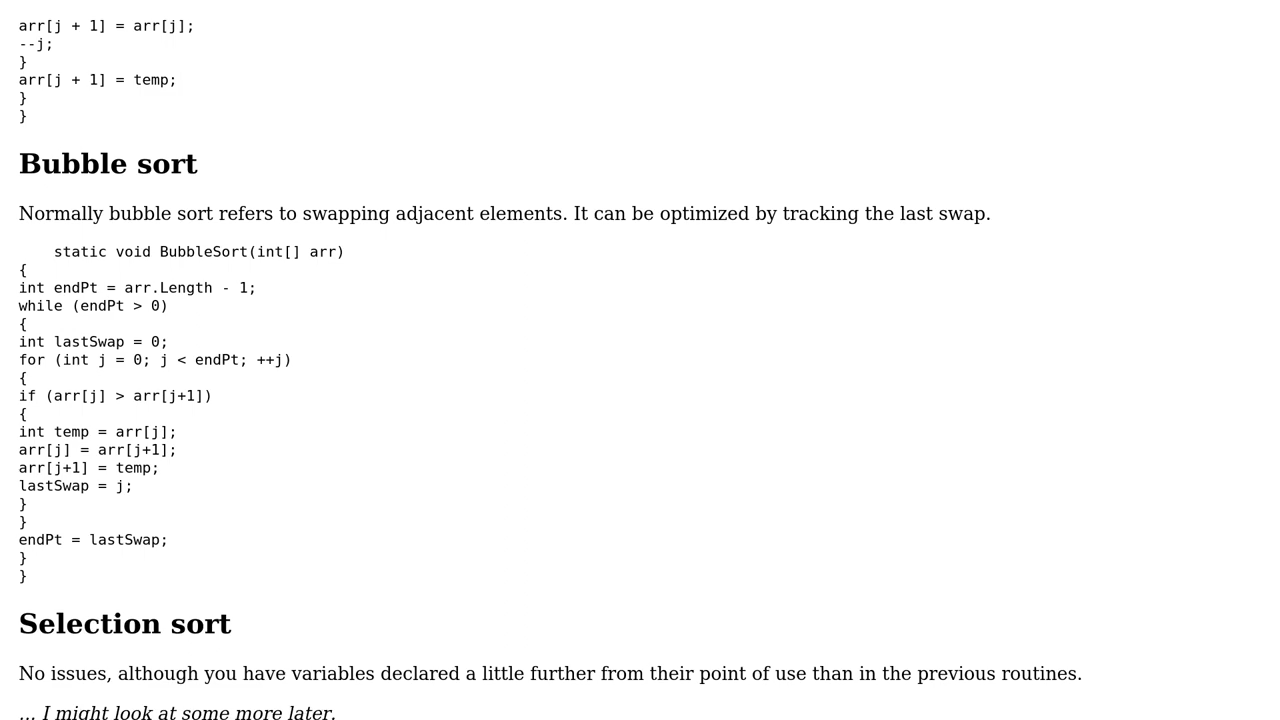 arr[j + 1] = arr[j];
--j;
}
arr[j + 1] = temp;
}
}
Bubble sort
Normally bubble sort refers to swapping adjacent elements. It can be optimized by tracking the last swap.
static void BubbleSort(int[] arr)
{
int endPt = arr.Length - 1;
while (endPt > 0)
{
int lastSwap = 0;
for (int j = 0; j < endPt; ++j)
{
if (arr[j] > arr[j+1])
{
int temp = arr[j];
arr[j] = arr[j+1];
arr[j+1] = temp;
lastSwap = j;
}
}
endPt = lastSwap;
}
}
Selection sort
No issues, although you have variables declared a little further from their point of use than in the previous routines.
... I might look at some more later.